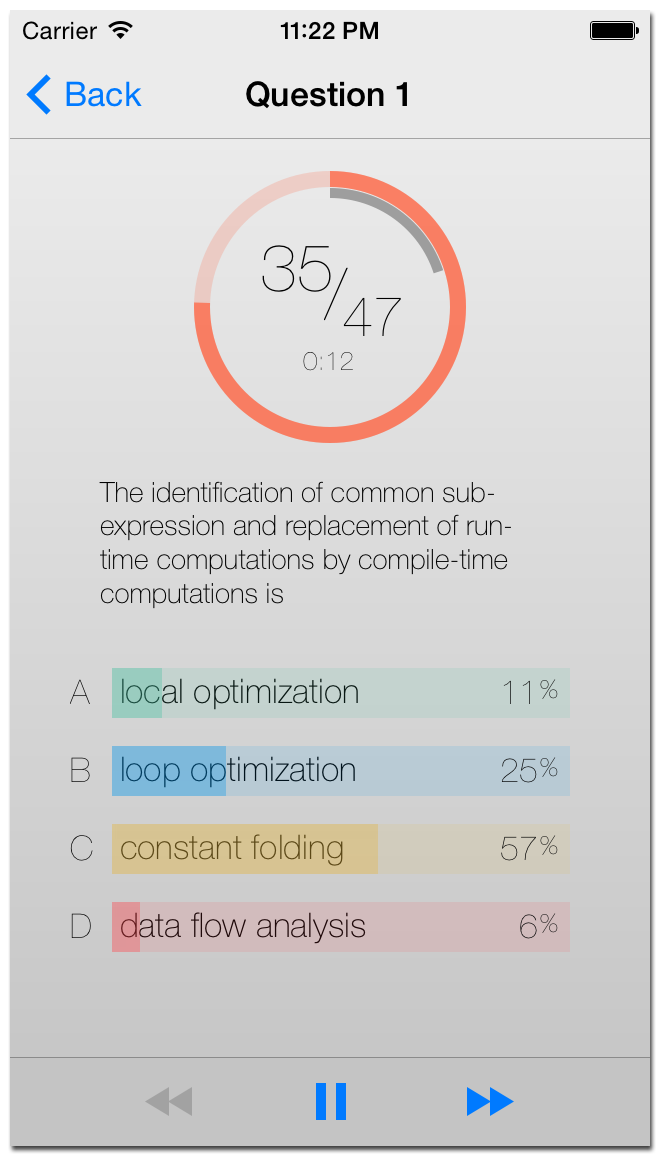 Carrier 11:22 PM
Back Question 1
35/47
0:12
The identification of common sub-
expression and replacement of run-
time computations by compile-time
computations is
A local optimization 11%
B loop optimization 25%
C constant folding 57%
D data flow analysis 6%